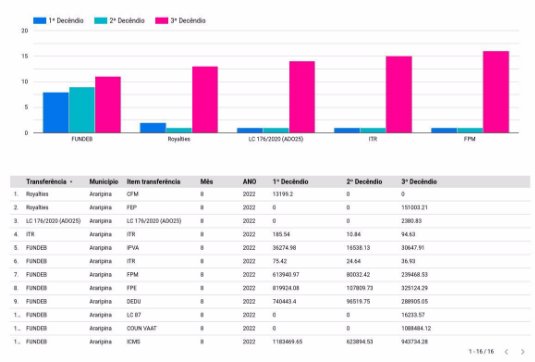 1º Decêndio 2º Decêndio 3º Decêndio
20
15
10
5
0
FUNDEB Royalties LC 176/2020 (ADO25) ITR FPM
Transferência Município Item transferência Mês ANO 1º Decêndio 2º Decêndio 3º Decêndio
1. Royalties Araripina CFM 8 2022 13199.2 0 0
2. Royalties Araripina FEP 8 2022 0 0 151003.21
3. LC 176/2020 (ADO25) Araripina LC 176/2020 (ADO25) 8 2022 0 0 2380.83
4. ITR Araripina ITR 8 2022 185.54 10.84 94.63
5. FUNDEB Araripina IPVA 8 2022 36274.98 16538.13 30647.91
6. FUNDEB Araripina ITR 8 2022 75.42 24.64 36.93
7. FUNDEB Araripina FPM 8 2022 613940.97 80032.42 239468.53
8. FUNDEB Araripina FPE 8 2022 819924.08 107809.73 325124.29
9. FUNDEB Araripina 8 2022 740443.4 96519.75 288905.05
1... FUNDEB Araripina LC 87 8 2022 0 0 16233.57
1... FUNDEB Araripina COUN VAAT 8 2022 0 0 1088484.12
1... FUNDEB Araripina ICMS 8 2022 1183469.65 623894.53 943734.28
1 - 16 / 16 < >